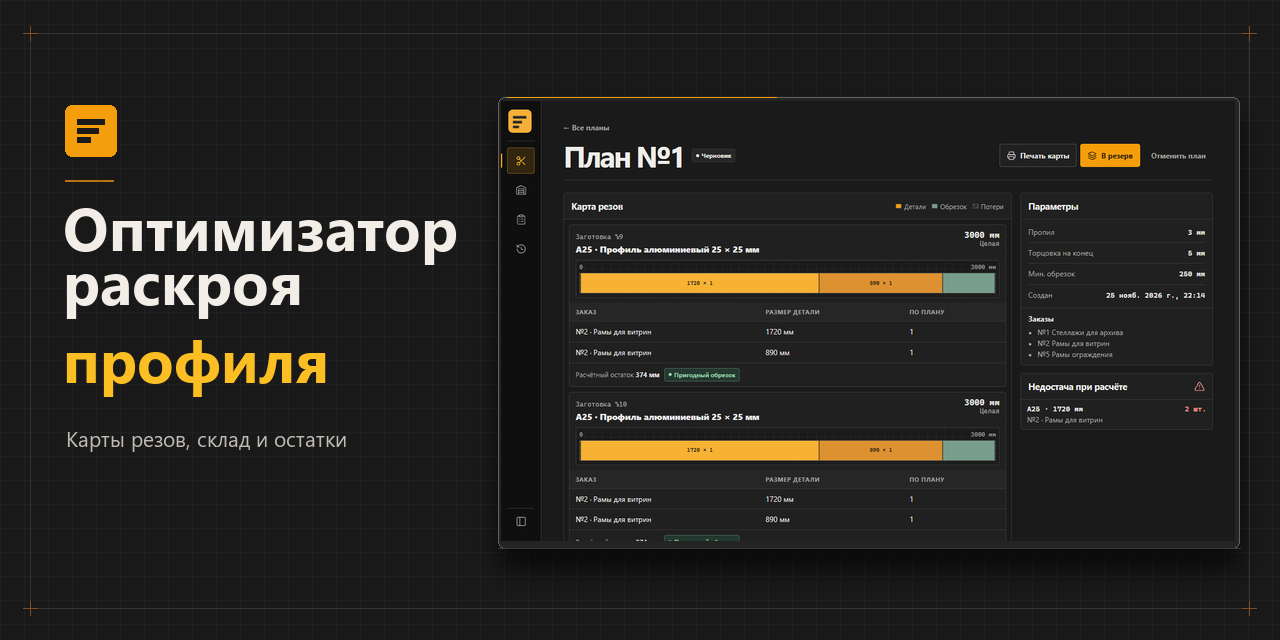 Оптимизатор
раскроя
профиля
Карты резов, склад и остатки
← Все планы
План №1
Черновик
Печать карты
В резерв
Отменить план
Карта резов
Детали
Обрезок
Потери
Заготовка №9
3000 мм
А25 · Профиль алюминиевый 25 × 25 мм
Целая
0
3000 мм
1720 × 1
890 × 1
ЗАКАЗ
РАЗМЕР ДЕТАЛИ
ПО ПЛАНУ
№2 · Рамы для витрин
1720 мм
1
№2 · Рамы для витрин
890 мм
1
Расчётный остаток 374 мм
Пригодный обрезок
Заготовка №10
3000 мм
А25 · Профиль алюминиевый 25 × 25 мм
Целая
0
3000 мм
1720 × 1
890 × 1
ЗАКАЗ
РАЗМЕР ДЕТАЛИ
ПО ПЛАНУ
№2 · Рамы для витрин
1720 мм
1
№2 · Рамы для витрин
890 мм
1
Параметры
Пропил
3 мм
Торцовка на конец
5 мм
Мин. обрезок
250 мм
Создан
25 нояб. 2026 г., 22:14
Заказы
№1 Стеллажи для архива
№2 Рамы для витрин
№5 Рамы ограждения
Недостача при расчёте
А25 · 1720 мм
2 шт.
№2 · Рамы для витрин